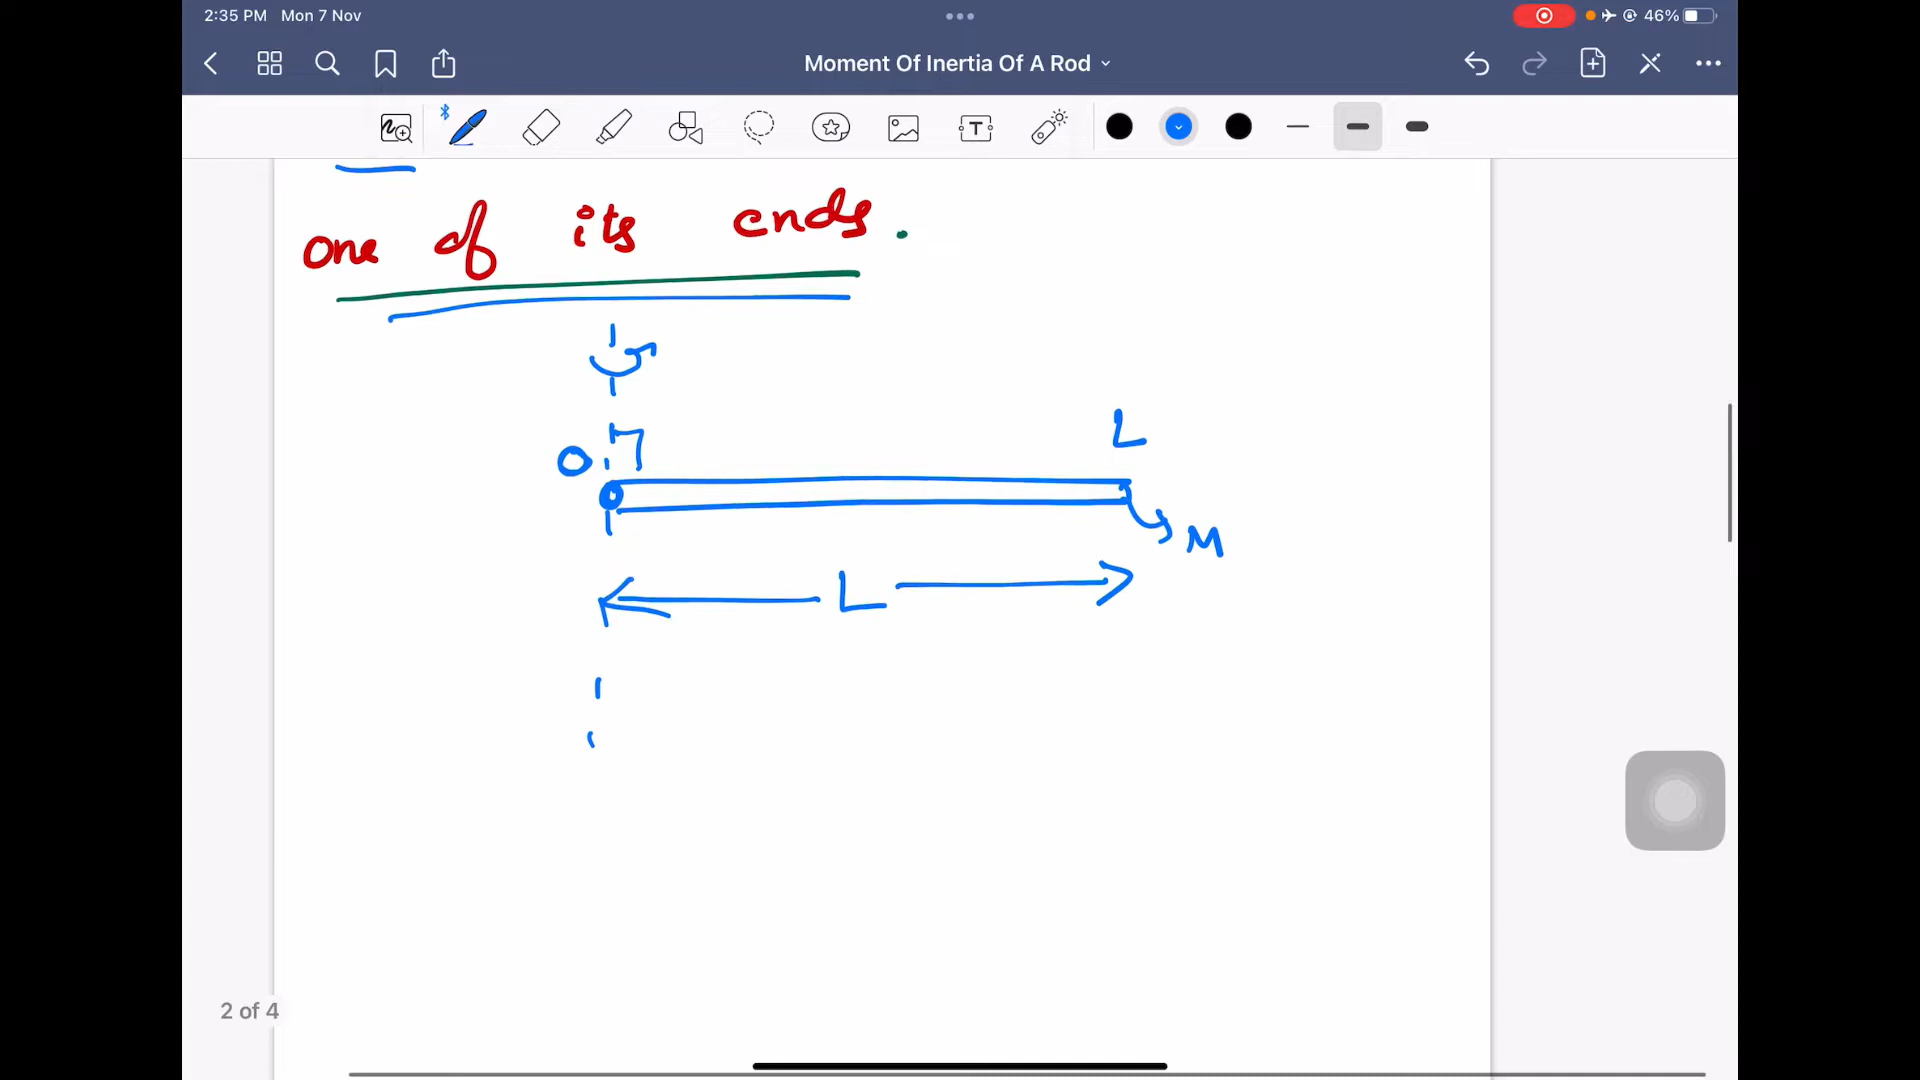 2:35 PM Mon 7 Nov
46%
Moment Of Inertia Of A Rod
T
one of its ends.
L
O
M
L
2 of 4